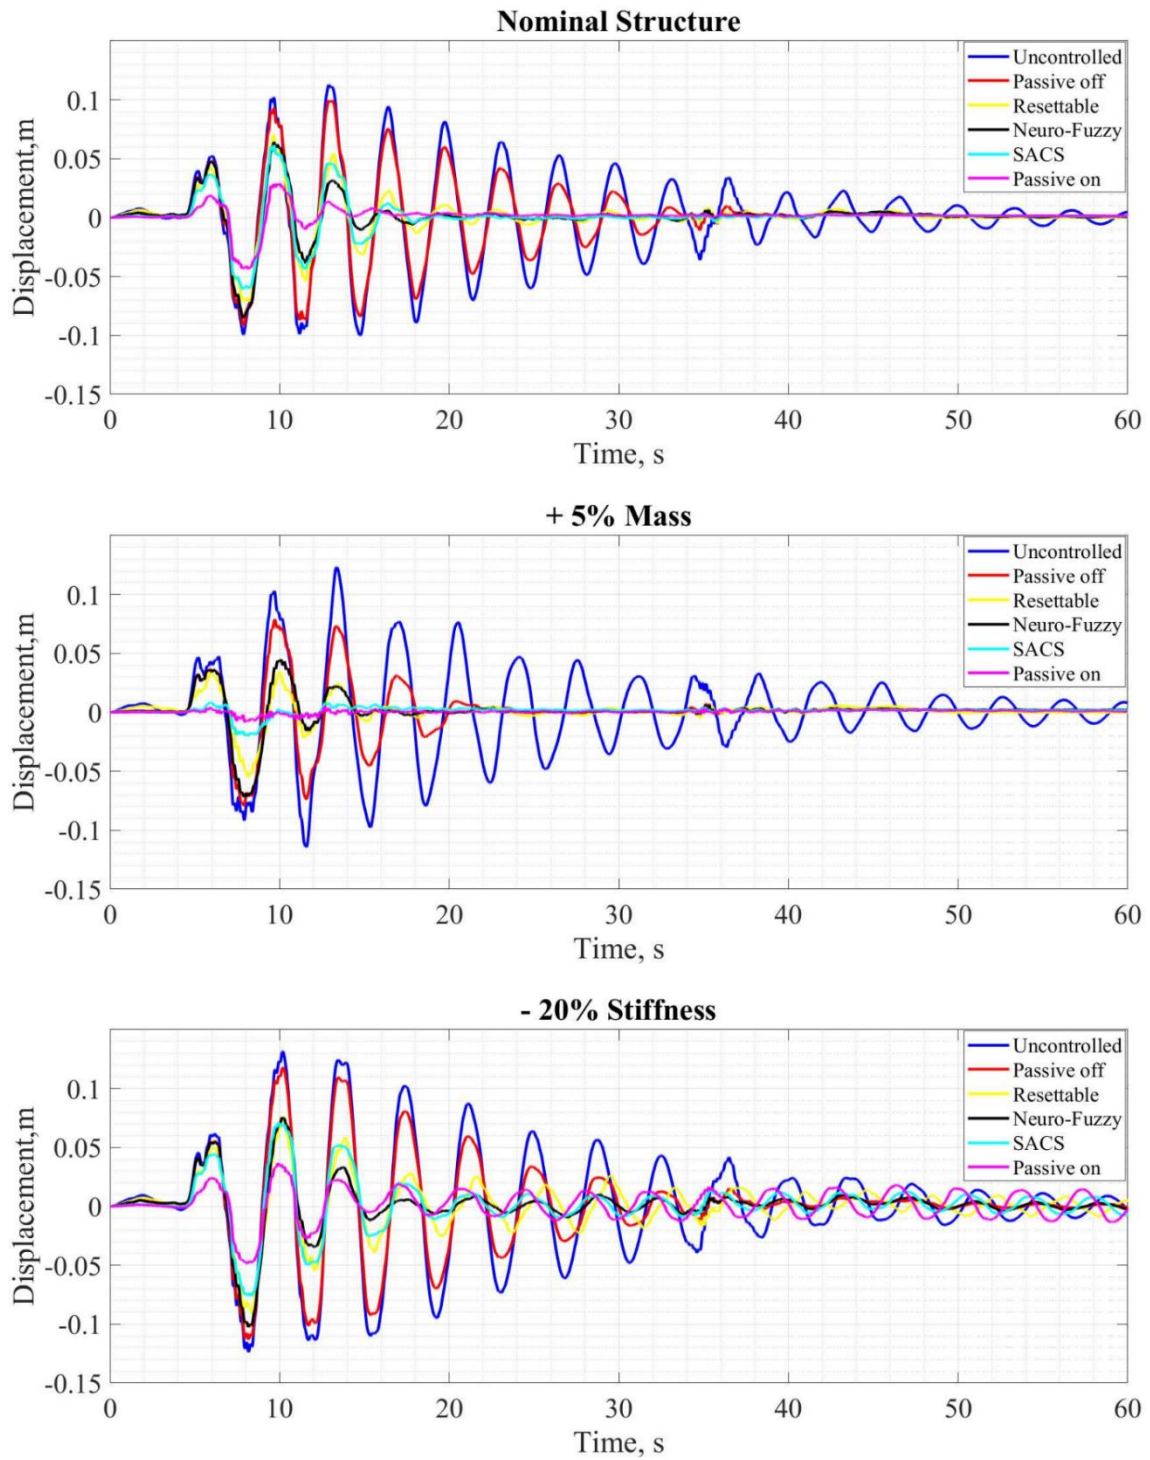 Nominal Structure
Displacement,m
0.1
0.05
0
-0.05
-0.1
-0.15
0 10 20 30 40 50 60
Time, s
Uncontrolled
Passive off
Resettable
Neuro-Fuzzy
SACS
Passive on
+ 5% Mass
Displacement,m
0.1
0.05
0
-0.05
-0.1
-0.15
0 10 20 30 40 50 60
Time, s
Uncontrolled
Passive off
Resettable
Neuro-Fuzzy
SACS
Passive on
- 20% Stiffness
Displacement,m
0.1
0.05
0
-0.05
-0.1
-0.15
0 10 20 30 40 50 60
Time, s
Uncontrolled
Passive off
Resettable
Neuro-Fuzzy
SACS
Passive on